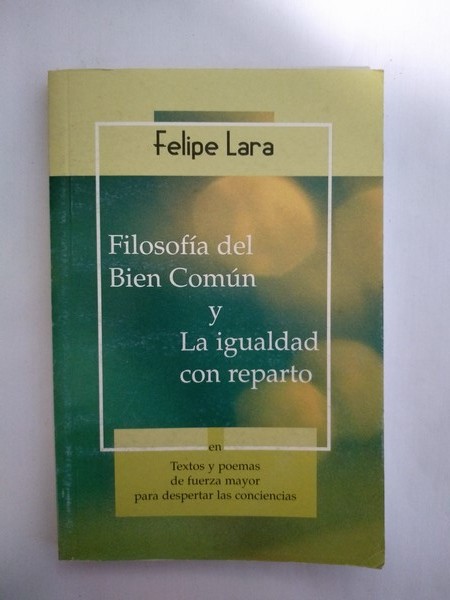 Felipe Lara
Filosofía del
Bien Común
y
La igualdad
con reparto
en
Textos y poemas
de fuerza mayor
para despertar las conciencias